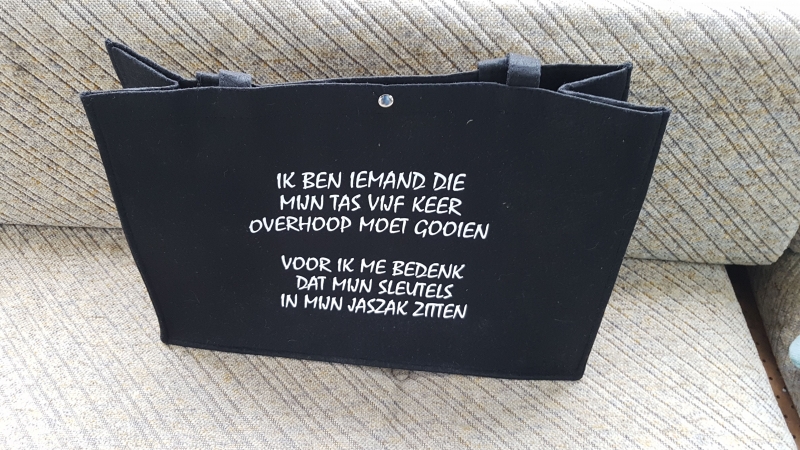 IK BEN IEMAND DIE
MIJN TAS VIJF KEER
OVERHOOP MOET GOOIEN
VOOR IK ME BEDENK
DAT MIJN SLEUTELS
IN MIJN JASZAK ZITTEN